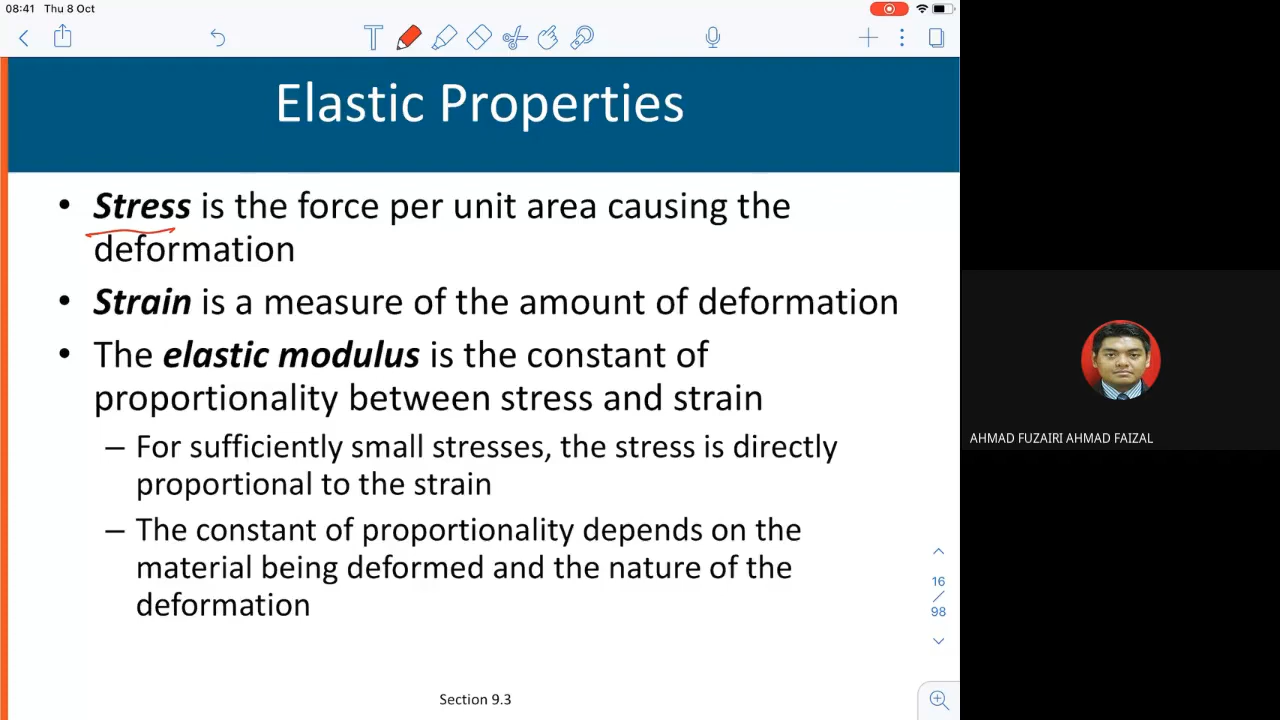 08:41 Thu 8 Oct
Elastic Properties
• Stress is the force per unit area causing the
deformation
• Strain is a measure of the amount of deformation
• The elastic modulus is the constant of
proportionality between stress and strain
– For sufficiently small stresses, the stress is directly
proportional to the strain
– The constant of proportionality depends on the
material being deformed and the nature of the
deformation
16
/
98
Section 9.3
AHMAD FUZAIRI AHMAD FAIZAL